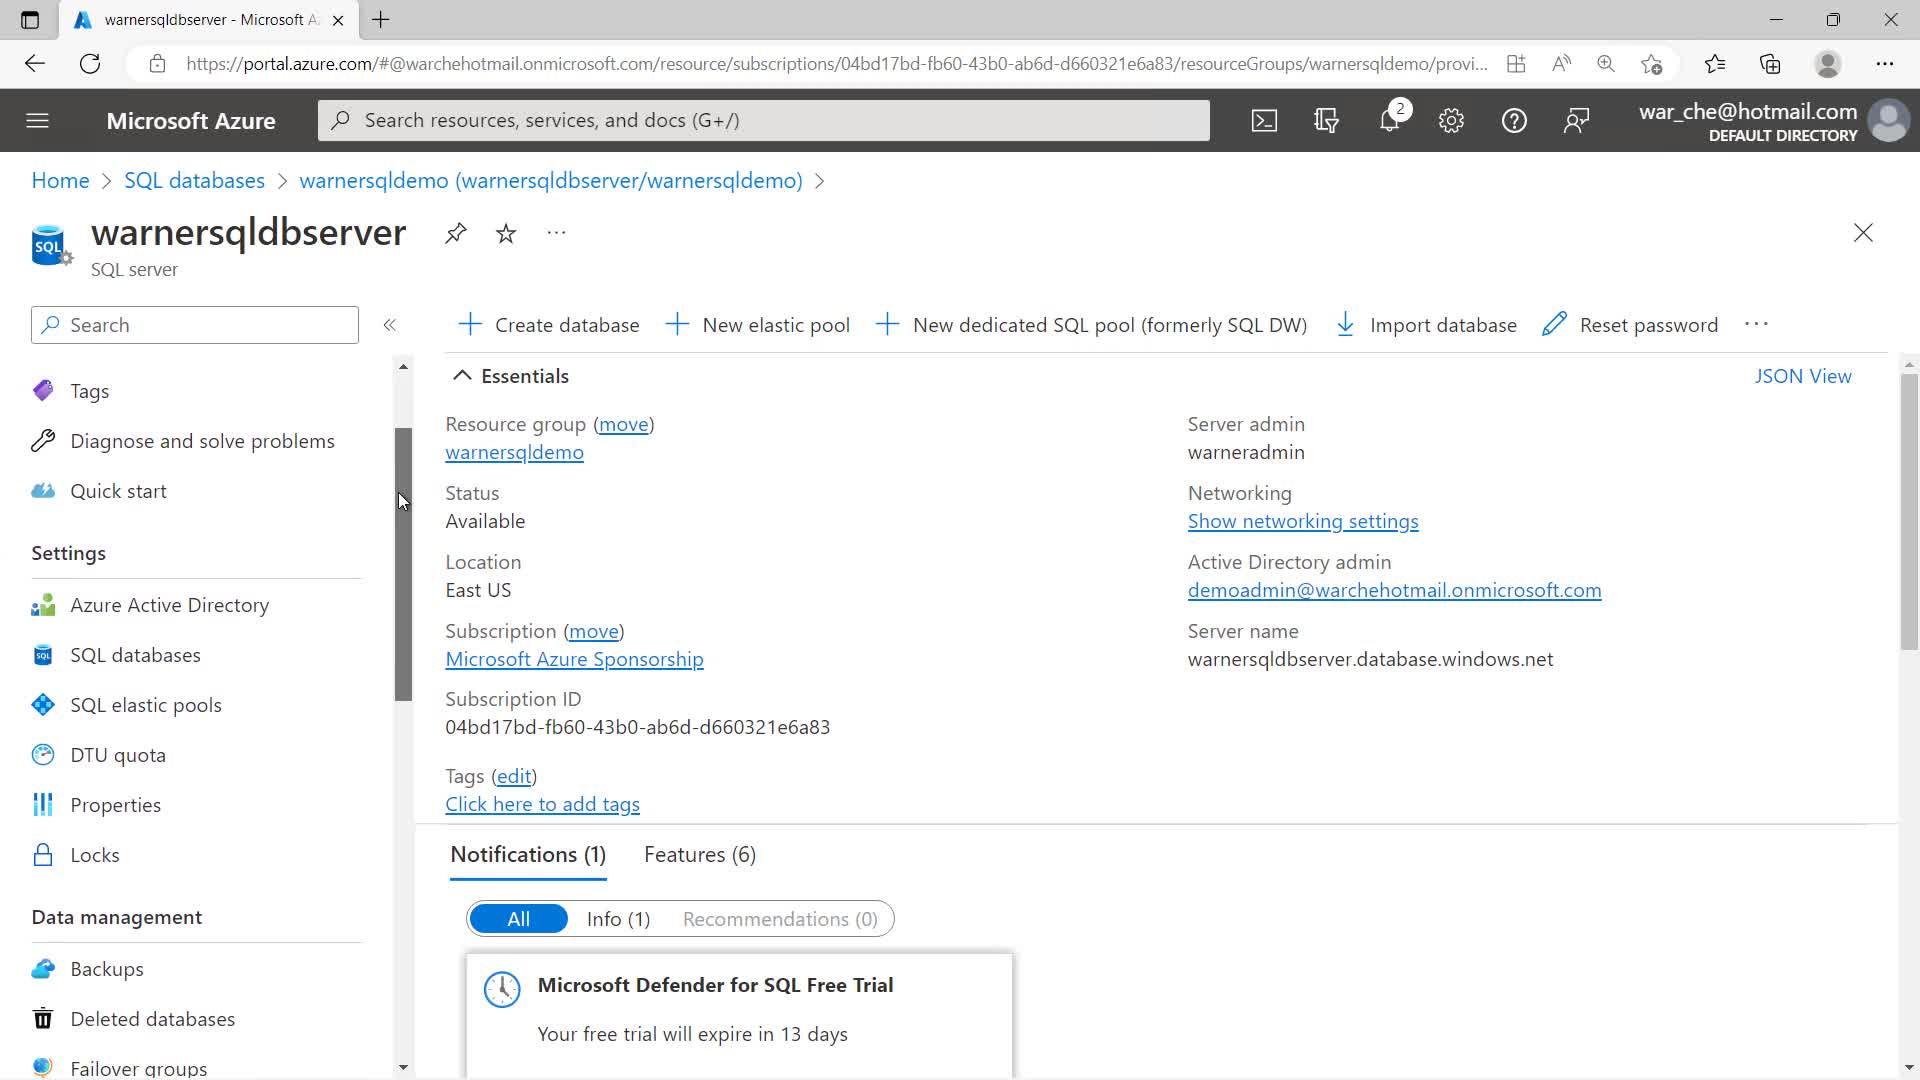 warnersqldbserver - Microsoft A
https://portal.azure.com/#@warchehotmail.onmicrosoft.com/resource/subscriptions/04bd17bd-fb60-43b0-ab6d-d660321e6a83/resourceGroups/warnersqldemo/provi...
Microsoft Azure
Search resources, services, and docs (G+/)
2
war_che@hotmail.com
DEFAULT DIRECTORY
Home > SQL databases > warnersqldemo (warnersqldbserver/warnersqldemo) >
SQL
warnersqldbserver
SQL server
Search
Create database
New elastic pool
New dedicated SQL pool (formerly SQL DW)
Import database
Reset password
Tags
Diagnose and solve problems
Quick start
Settings
Azure Active Directory
SQL databases
SQL elastic pools
DTU quota
Properties
Locks
Data management
Backups
Deleted databases
Failover groups
Essentials
JSON View
Resource group (move)
warnersqldemo
Status
Available
Location
East US
Subscription (move)
Microsoft Azure Sponsorship
Subscription ID
04bd17bd-fb60-43b0-ab6d-d660321e6a83
Tags (edit)
Click here to add tags
Server admin
warneradmin
Networking
Show networking settings
Active Directory admin
demoadmin@warchehotmail.onmicrosoft.com
Server name
warnersqldbserver.database.windows.net
Notifications (1)
Features (6)
All
Info (1)
Recommendations (0)
Microsoft Defender for SQL Free Trial
Your free trial will expire in 13 days